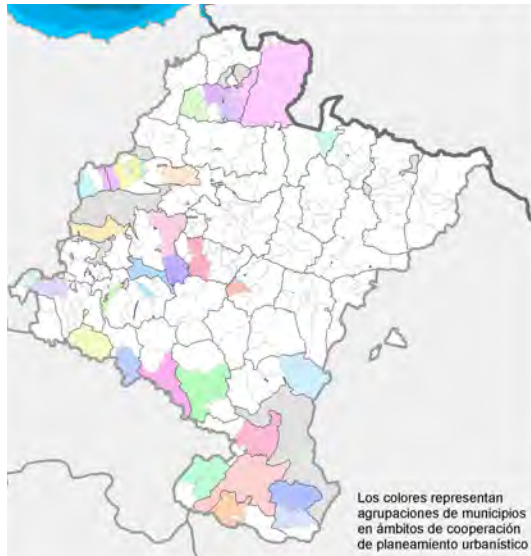 Los colores representan
agrupaciones de municipios
en ámbitos de cooperación
de planeamiento urbanístico